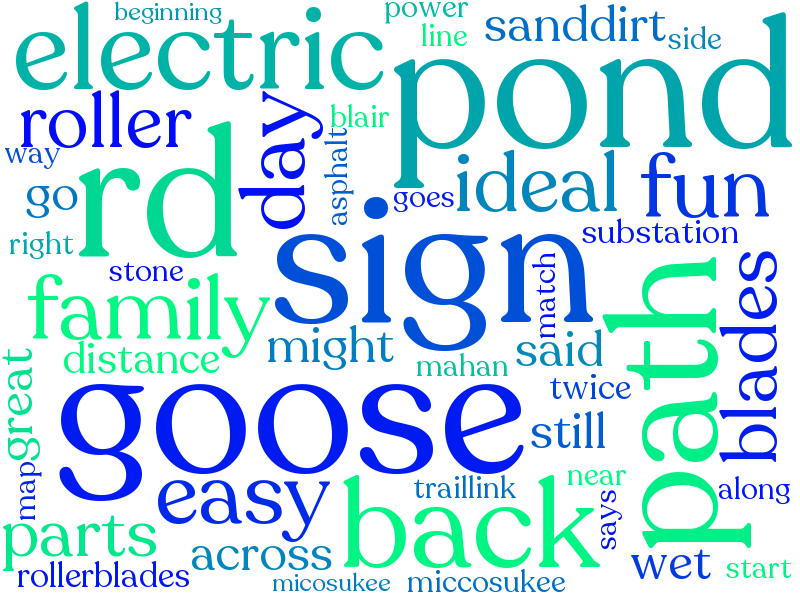 beginning
power
electric
line
sanddirt
side
pond
roller
day
blair
asphalt
way
rd
ideal
fun
go
goes
right
sign
substation
stone
match
path
blades
family
might
said
distance
mahan
great
twice
goose
still
map
easy
traillink
near
back
says
along
parts
across
wet
start
rollerblades
micosukee
miccosukee